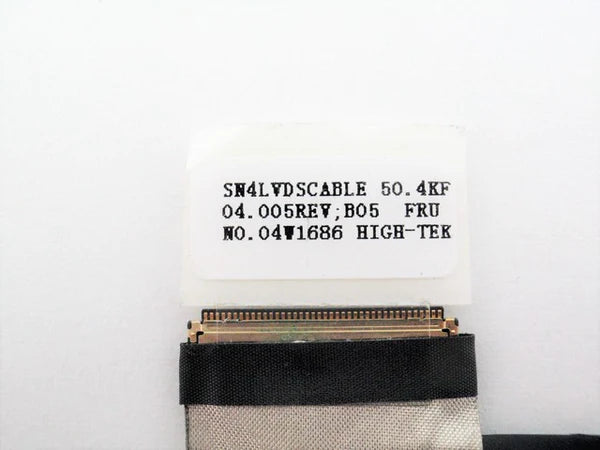 SN4LVDSCABLE 50.4KF
04.005REV;B05 FRU
NO.04W1686 HIGH-TEK